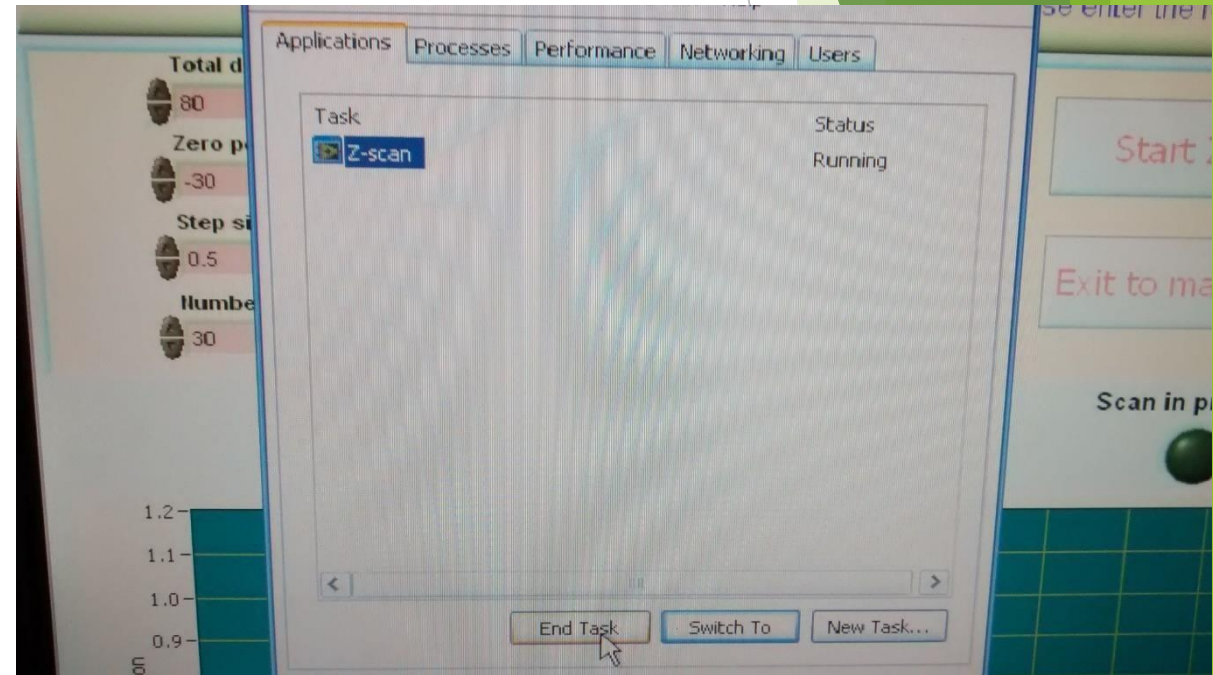 Applications Processes Performance Networking Users
Task Status
Z-scan Running
End Task Switch To New Task...
Total d
80
Zero p
-30
Step si
0.5
Numbe
30
1.2
1.1
1.0
0.9
Start
Exit to ma
Scan in p